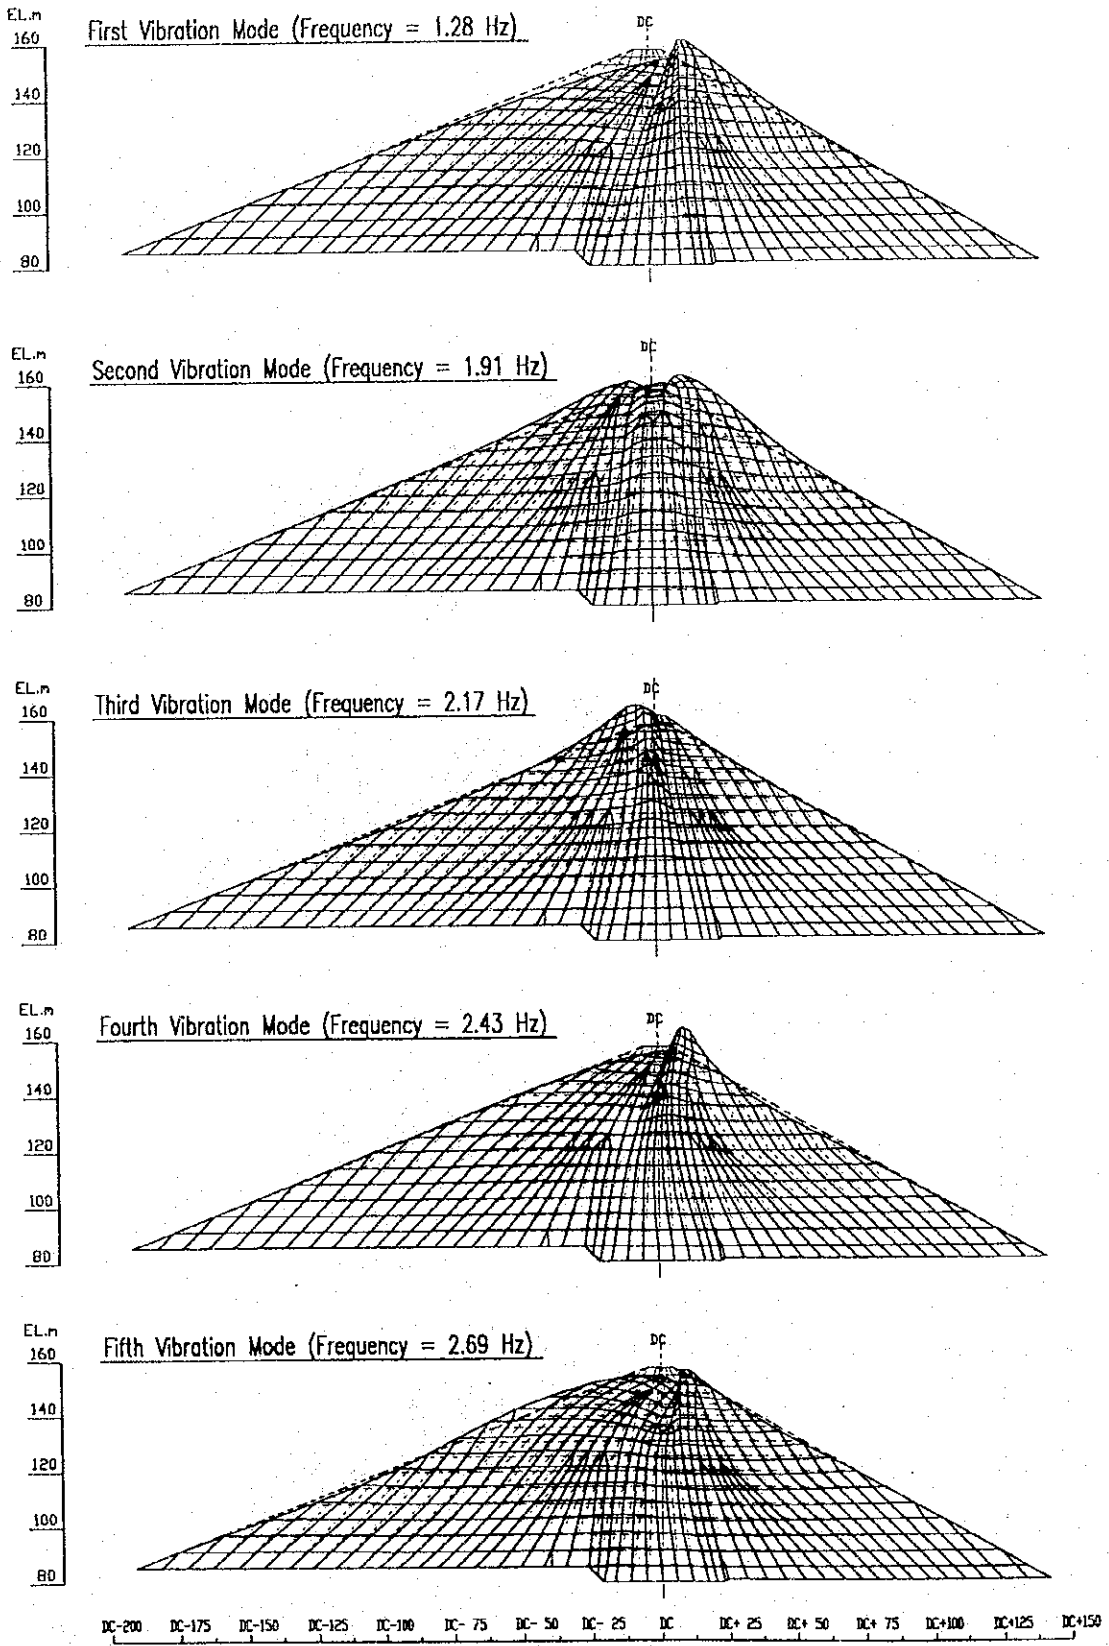 EL.m
First Vibration Mode (Frequency = 1.28 Hz)
DC
160
140
120
100
80
EL.m
Second Vibration Mode (Frequency = 1.91 Hz)
DC
160
140
120
100
80
EL.m
Third Vibration Mode (Frequency = 2.17 Hz)
DC
160
140
120
100
80
EL.m
Fourth Vibration Mode (Frequency = 2.43 Hz)
DC
160
140
120
100
80
EL.m
Fifth Vibration Mode (Frequency = 2.69 Hz)
DC
160
140
120
100
80
DC-200 DC-175 DC-150 DC-125 DC-100 DC- 75 DC- 50 DC- 25 DC DC+ 25 DC+ 50 DC+ 75 DC+100 DC+125 DC+150